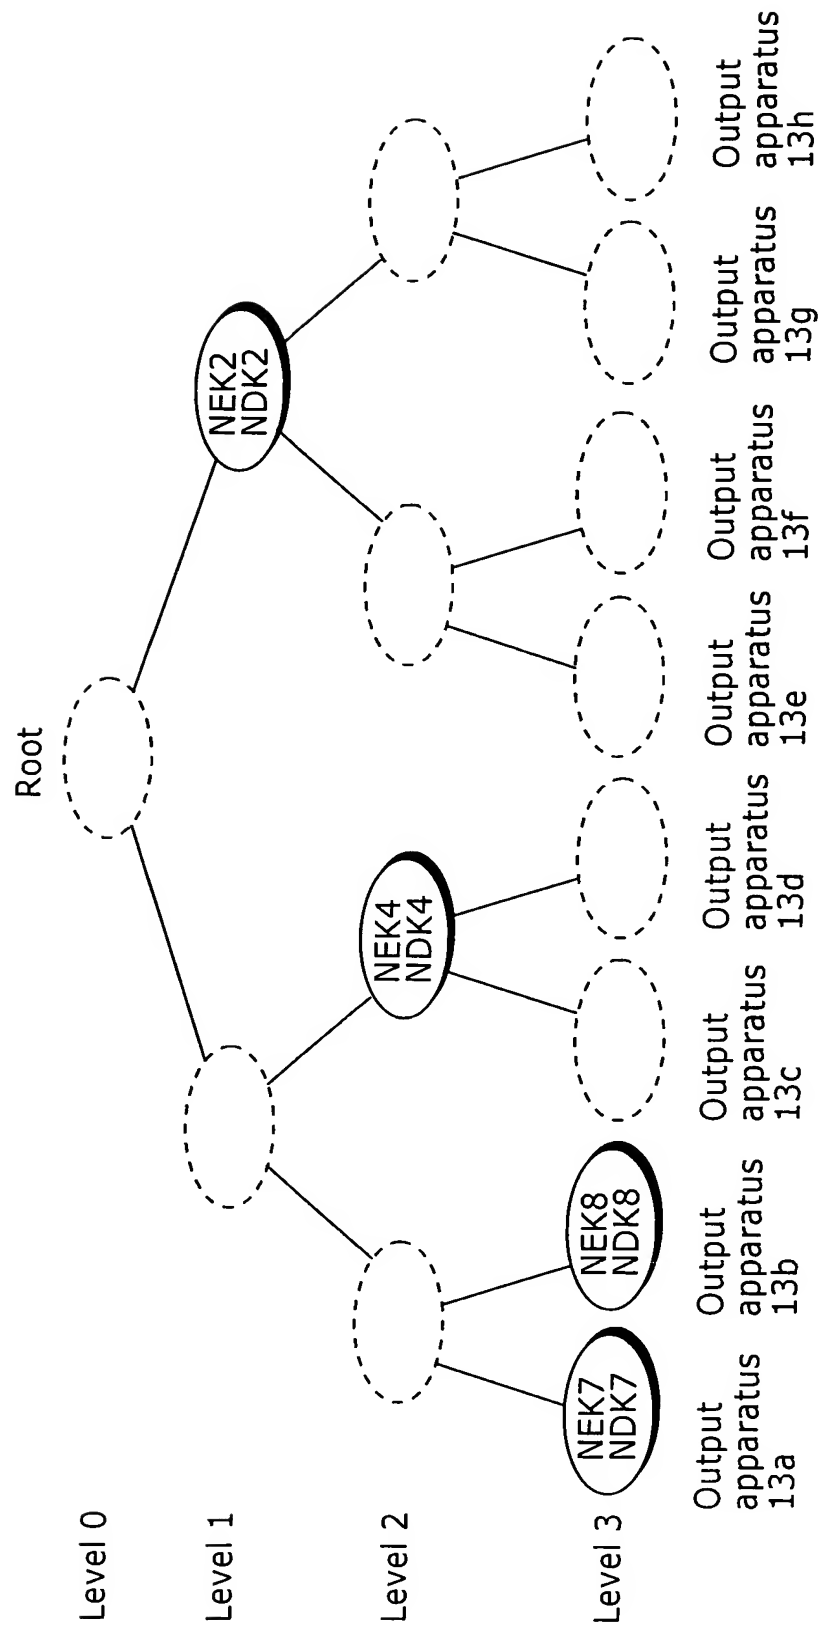 Root
Level 0
Level 1
NEK2
NDK2
Level 2
NEK4
NDK4
Level 3
NEK7
NDK7
NEK8
NDK8
Output
apparatus
13a
Output
apparatus
13b
Output
apparatus
13c
Output
apparatus
13d
Output
apparatus
13e
Output
apparatus
13f
Output
apparatus
13g
Output
apparatus
13h